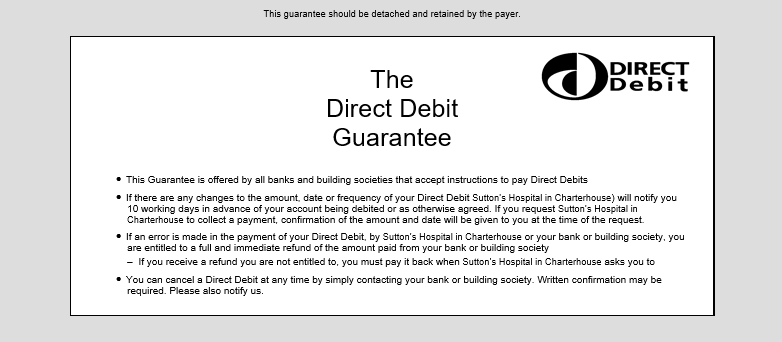 This guarantee should be detached and retained by the payer.
The
Direct Debit
Guarantee
DIRECT
Debit
• This Guarantee is offered by all banks and building societies that accept instructions to pay Direct Debits
• If there are any changes to the amount, date or frequency of your Direct Debit Sutton's Hospital in Charterhouse) will notify you
10 working days in advance of your account being debited or as otherwise agreed. If you request Sutton's Hospital in
Charterhouse to collect a payment, confirmation of the amount and date will be given to you at the time of the request.
• If an error is made in the payment of your Direct Debit, by Sutton's Hospital in Charterhouse or your bank or building society, you
are entitled to a full and immediate refund of the amount paid from your bank or building society
– If you receive a refund you are not entitled to, you must pay it back when Sutton's Hospital in Charterhouse asks you to
• You can cancel a Direct Debit at any time by simply contacting your bank or building society. Written confirmation may be
required. Please also notify us.